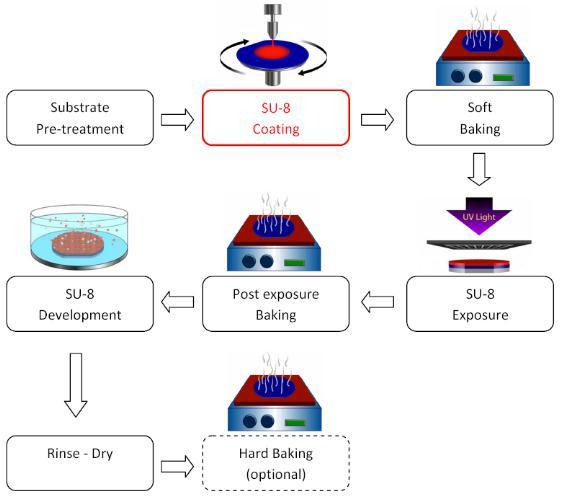 Substrate
Pre-treatment
SU-8
Coating
Soft
Baking
UV Light
SU-8
Exposure
Post exposure
Baking
SU-8
Development
Rinse - Dry
Hard Baking
(optional)